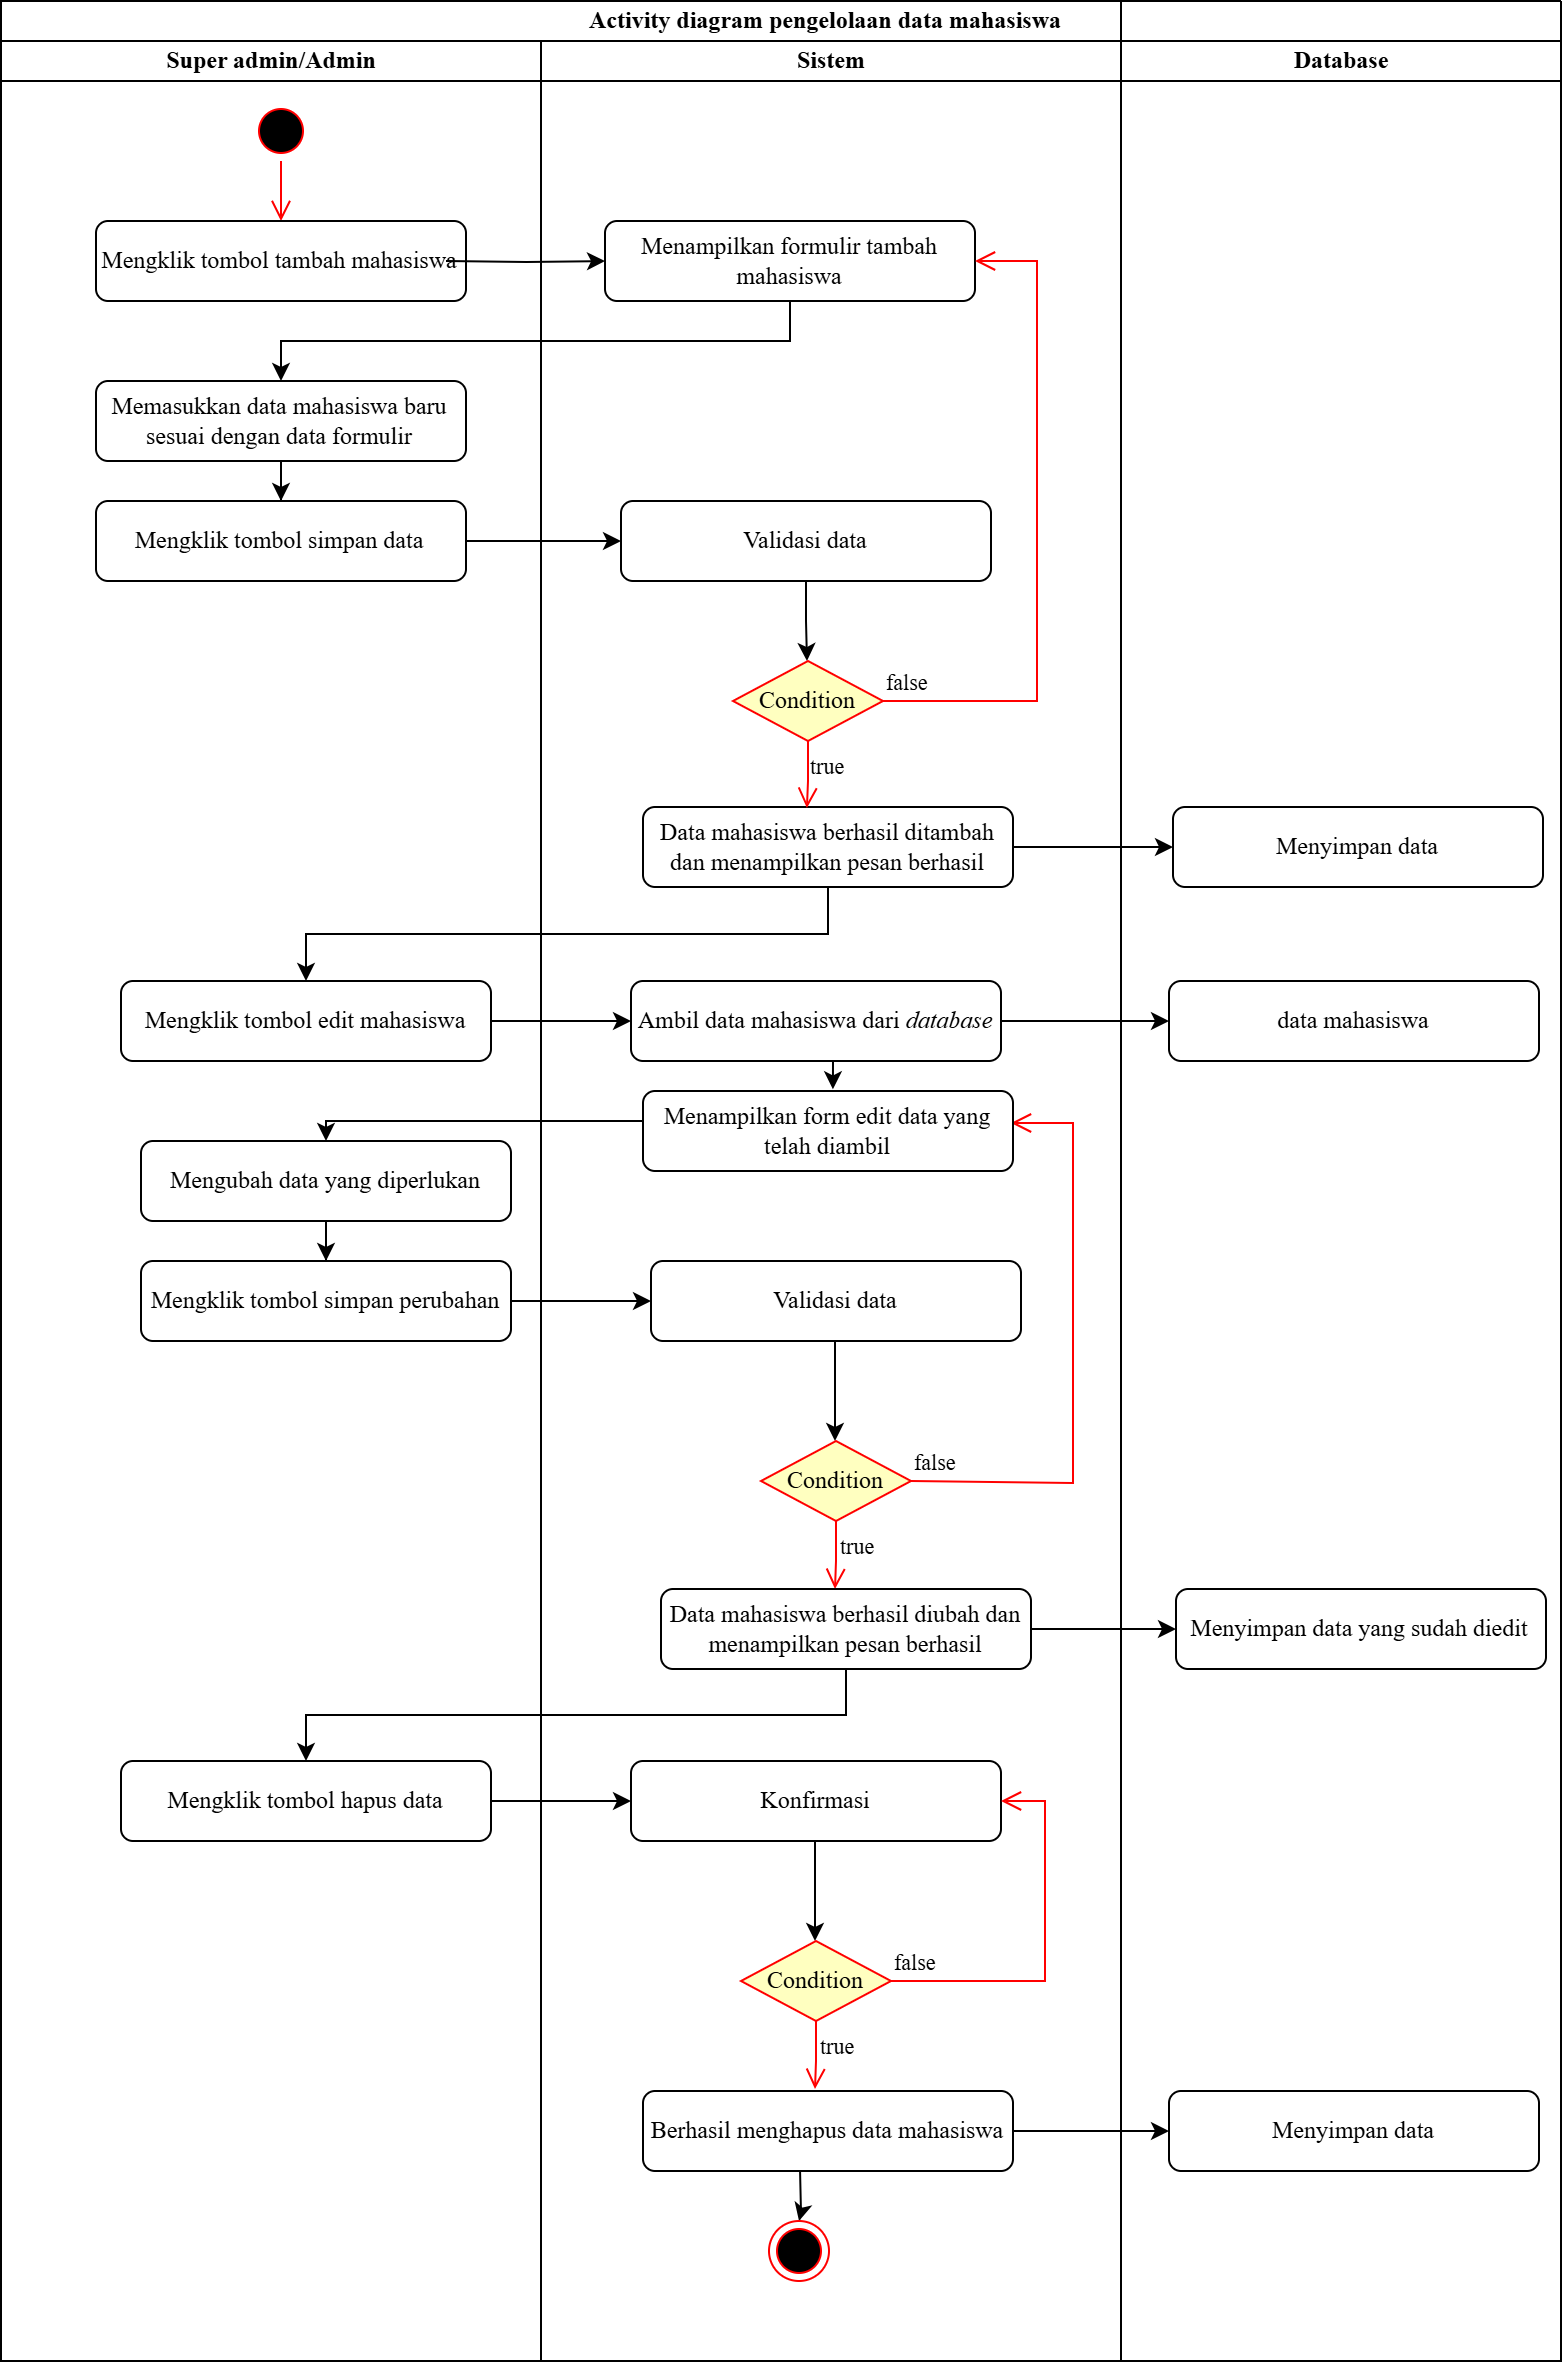 Activity diagram pengelolaan data mahasiswa
Super admin/Admin
Sistem
Database
Mengklik tombol tambah mahasiswa
Menampilkan formulir tambah
mahasiswa
Memasukkan data mahasiswa baru
sesuai dengan data formulir
Mengklik tombol simpan data
Validasi data
Condition
false
true
Data mahasiswa berhasil ditambah
dan menampilkan pesan berhasil
Menyimpan data
Mengklik tombol edit mahasiswa
Ambil data mahasiswa dari database
data mahasiswa
Menampilkan form edit data yang
telah diambil
Mengubah data yang diperlukan
Mengklik tombol simpan perubahan
Validasi data
Condition
false
true
Data mahasiswa berhasil diubah dan
menampilkan pesan berhasil
Menyimpan data yang sudah diedit
Mengklik tombol hapus data
Konfirmasi
Condition
false
true
Berhasil menghapus data mahasiswa
Menyimpan data